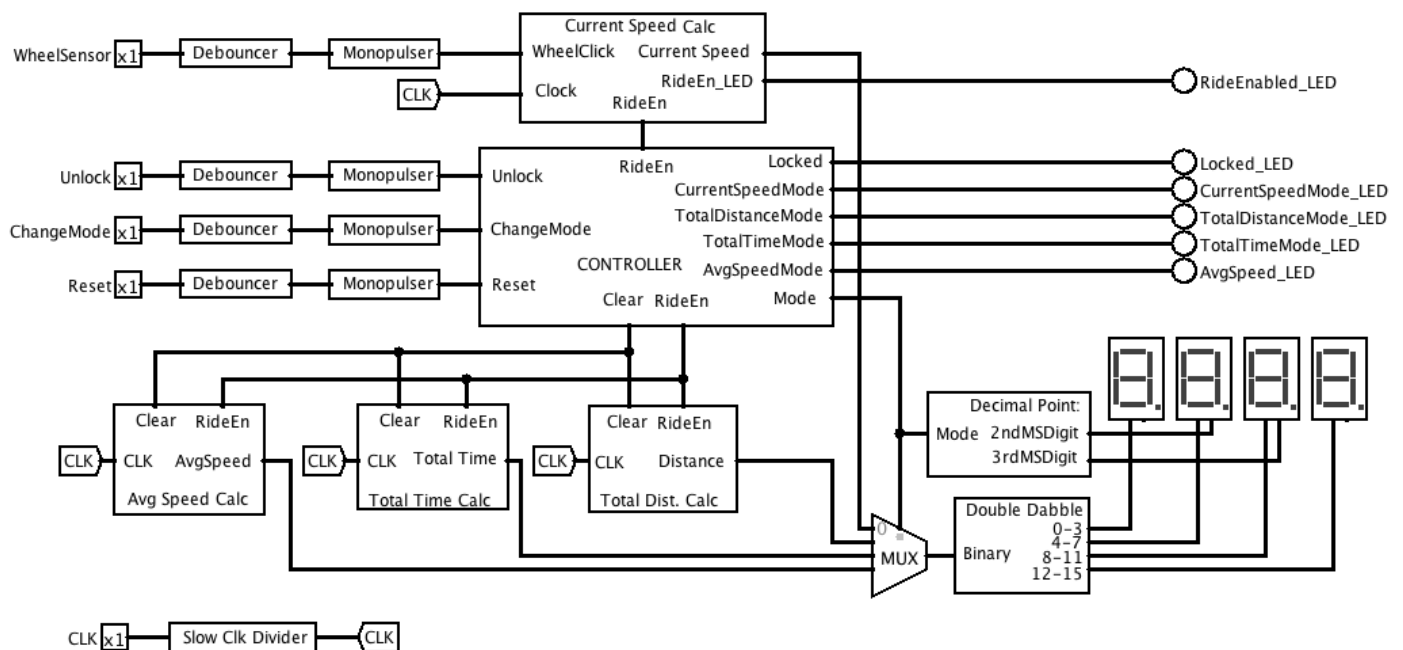 Current Speed Calc
WheelSensor x1 Debouncer Monopulser WheelClick Current Speed
RideEn_LED RideEnabled_LED
CLK Clock
RideEn
RideEn Locked Locked_LED
Unlock x1 Debouncer Monopulser Unlock
CurrentSpeedMode CurrentSpeedMode_LED
TotalDistanceMode TotalDistanceMode_LED
ChangeMode x1 Debouncer Monopulser ChangeMode
TotalTimeMode TotalTimeMode_LED
CONTROLLER AvgSpeedMode AvgSpeed_LED
Reset x1 Debouncer Monopulser Reset
Clear RideEn Mode
Clear RideEn Clear RideEn Clear RideEn
Decimal Point:
Mode 2ndMSDigit
3rdMSDigit
CLK CLK AvgSpeed CLK CLK Total Time CLK CLK Distance
Avg Speed Calc Total Time Calc Total Dist. Calc
Double Dabble
0 0-3
4-7
MUX Binary 8-11
12-15
CLK x1 Slow Clk Divider CLK